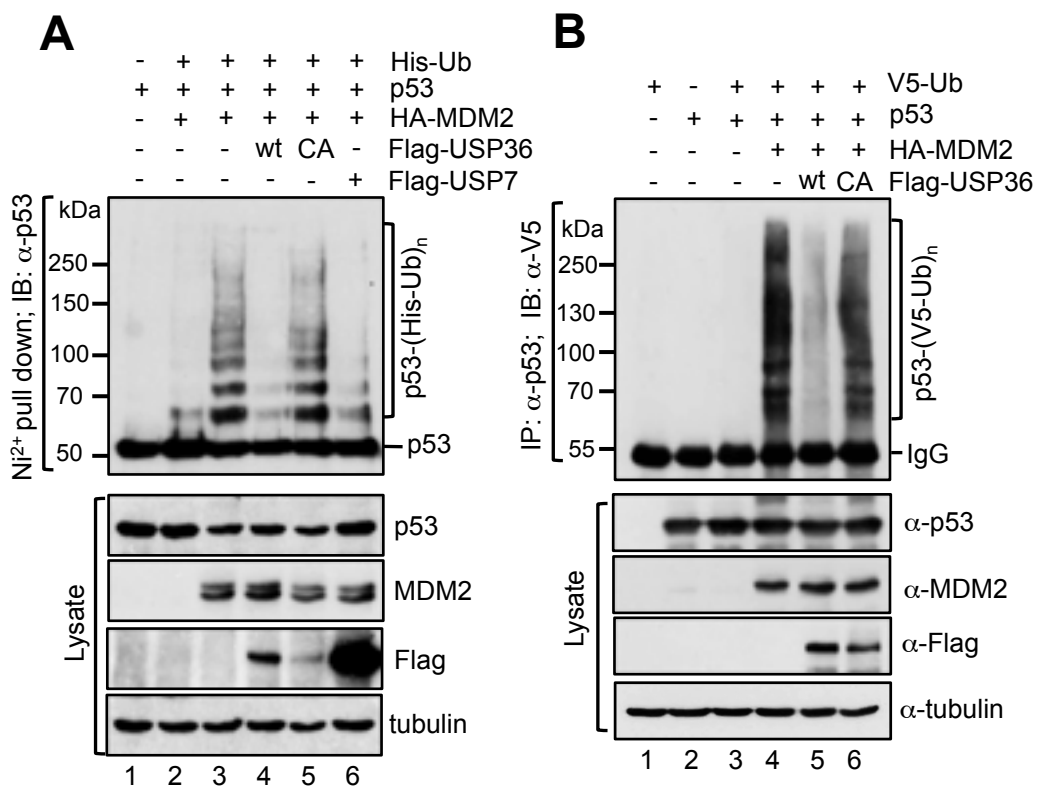 A
- + + + + + His-Ub
+ + + + + + p53
- + + + + + HA-MDM2
- - - wt CA - Flag-USP36
- - - - - + Flag-USP7
Ni²⁺ pull down; IB: α-p53
kDa
250
150
100
70
50
p53-(His-Ub)n
p53
Lysate
p53
MDM2
Flag
tubulin
1 2 3 4 5 6
B
+ - + + + + V5-Ub
- + + + + + p53
- - - + + + HA-MDM2
- - - - wt CA Flag-USP36
IP: α-p53; IB: α-V5
kDa
250
130
100
70
55
p53-(V5-Ub)n
IgG
Lysate
α-p53
α-MDM2
α-Flag
α-tubulin
1 2 3 4 5 6